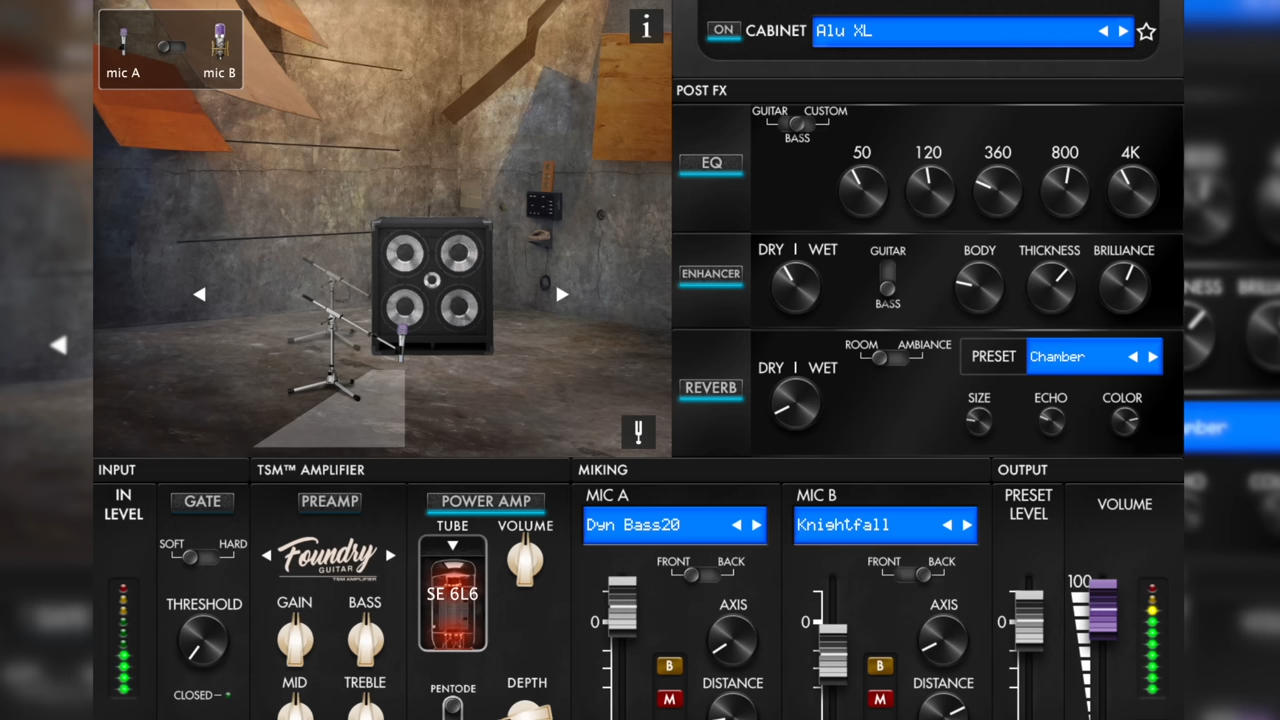 mic A
mic B
i
ON
CABINET
Alu XL
POST FX
GUITAR CUSTOM
BASS
EQ
50 120 360 800 4K
ENHANCER
DRY | WET
GUITAR
BASS
BODY THICKNESS BRILLIANCE
REVERB
DRY | WET
ROOM AMBIANCE
PRESET
Chamber
SIZE ECHO COLOR
INPUT
IN
LEVEL
GATE
SOFT HARD
THRESHOLD
CLOSED
TSM™ AMPLIFIER
PREAMP
Foundry
GUITAR
TSM AMPLIFIER
GAIN BASS
MID TREBLE
POWER AMP
TUBE VOLUME
SE 6L6
PENTODE
DEPTH
MIKING
MIC A
Dyn Bass20
FRONT BACK
0
AXIS
B
M
DISTANCE
MIC B
Knightfall
FRONT BACK
0
AXIS
B
M
DISTANCE
OUTPUT
PRESET
LEVEL
0
VOLUME
100